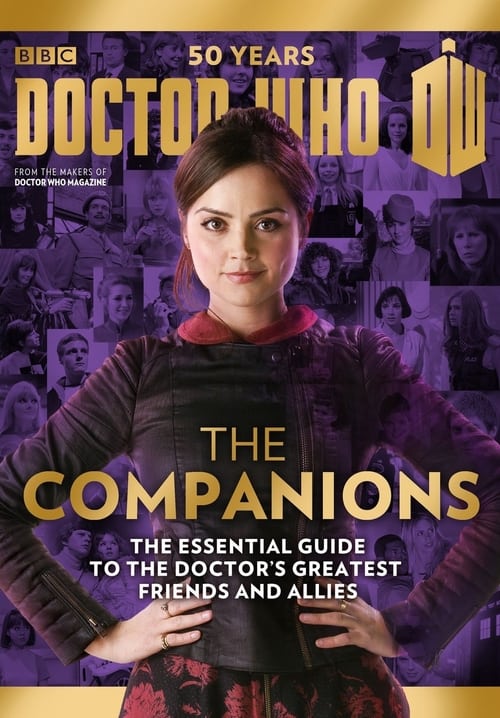 BBC
50 YEARS
DOCTOR WHO
DW
FROM THE MAKERS OF
DOCTOR WHO MAGAZINE
THE
COMPANIONS
THE ESSENTIAL GUIDE
TO THE DOCTOR'S GREATEST
FRIENDS AND ALLIES